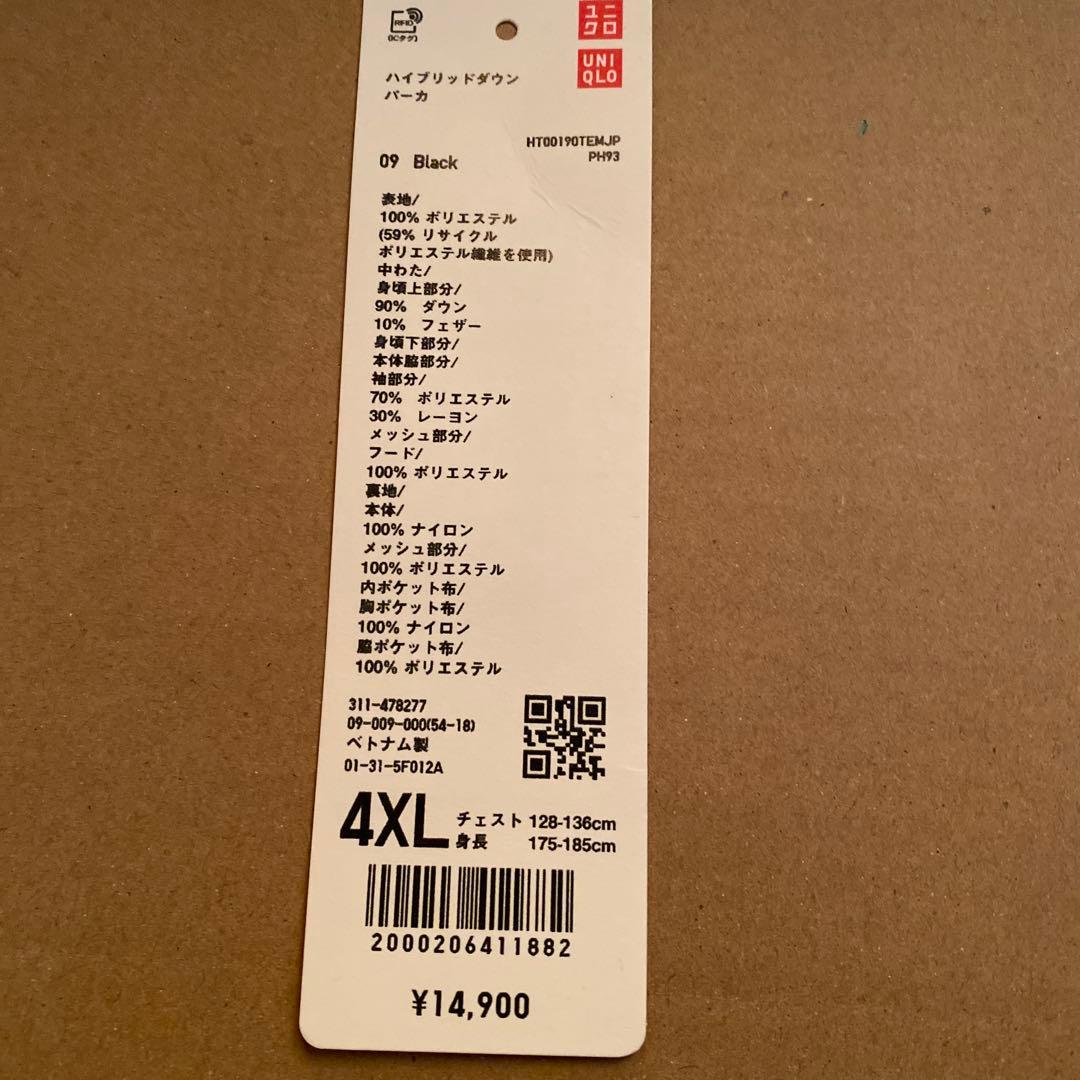 RFID
(ICタグ)
ユニ
クロ
UNI
QLO
ハイブリッドダウン
パーカ
HT00190TEMJP
PH93
09 Black
表地/
100% ポリエステル
(59% リサイクル
ポリエステル繊維を使用)
中わた/
身頃上部分/
90% ダウン
10% フェザー
身頃下部分/
本体脇部分/
袖部分/
70% ポリエステル
30% レーヨン
メッシュ部分/
フード/
100% ポリエステル
裏地/
本体/
100% ナイロン
メッシュ部分/
100% ポリエステル
内ポケット布/
胸ポケット布/
100% ナイロン
脇ポケット布/
100% ポリエステル
311-478277
09-009-000(54-18)
ベトナム製
01-31-5F012A
4XL チェスト 128-136cm
身長 175-185cm
2000206411882
¥14,900